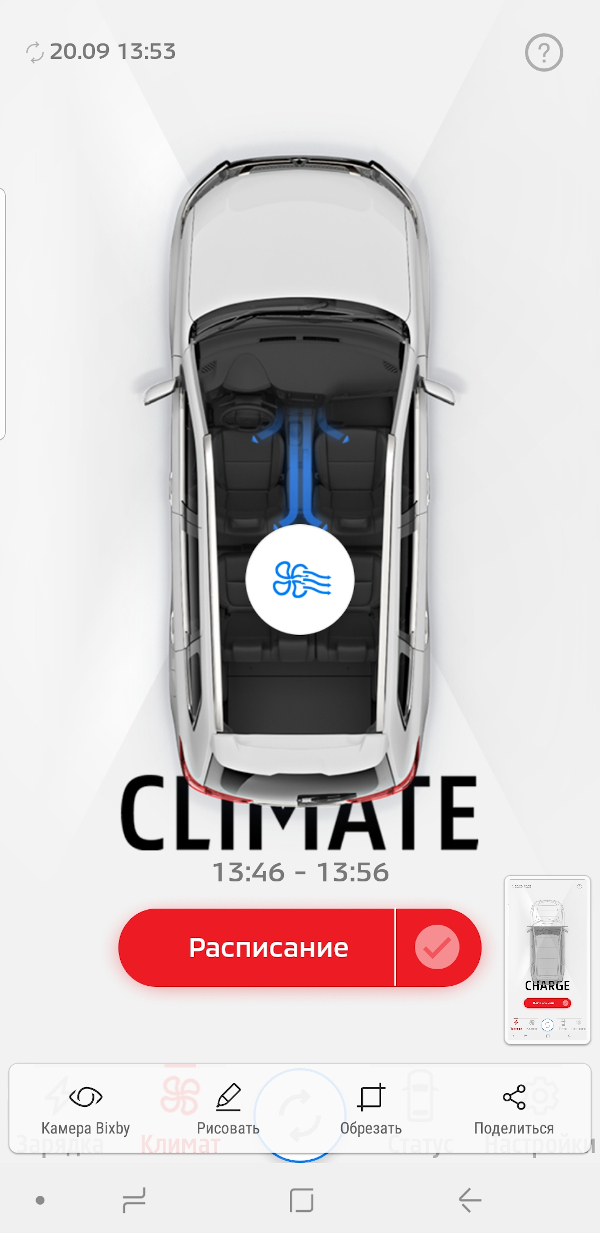 20.09 13:53
?
CLIMATE
13:46 - 13:56
Расписание
CHARGE
Камера Bixby
Рисовать
Обрезать
Поделиться
Зарядка
Климат
Статус
Настройки